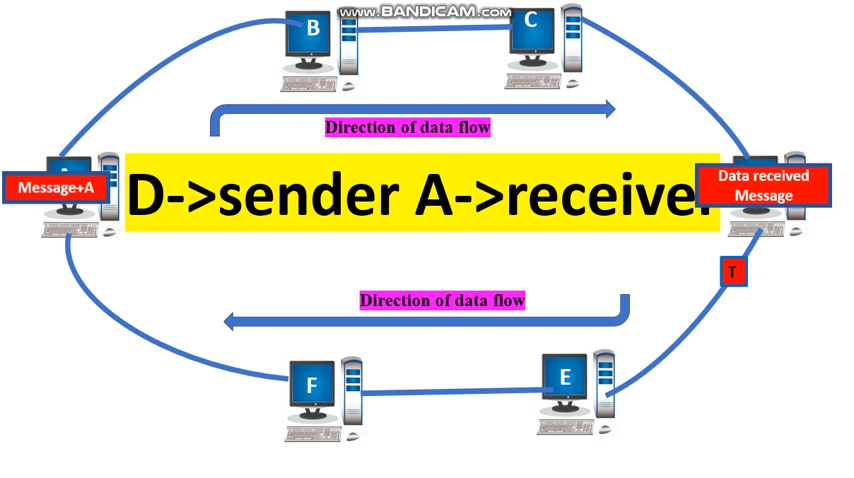 www.BANDICAM.com
B
C
Direction of data flow
Message+A
D->sender A->receiver
Data received
Message
T
Direction of data flow
F
E